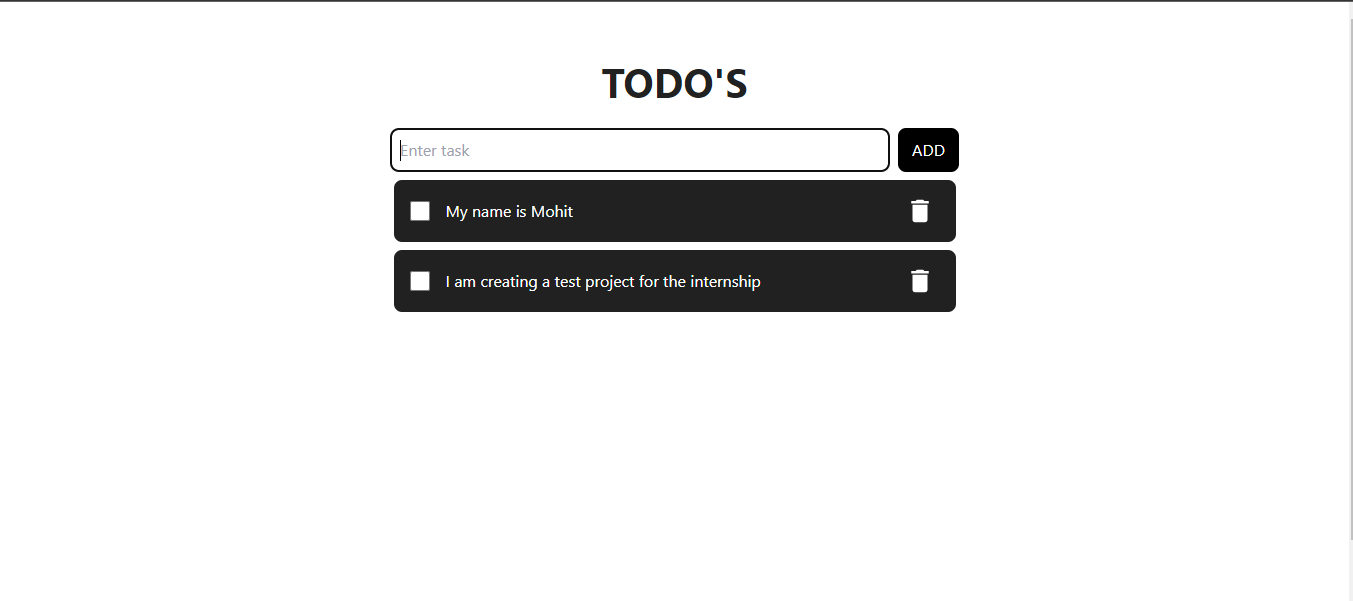 TODO'S
Enter task
ADD
My name is Mohit
I am creating a test project for the internship